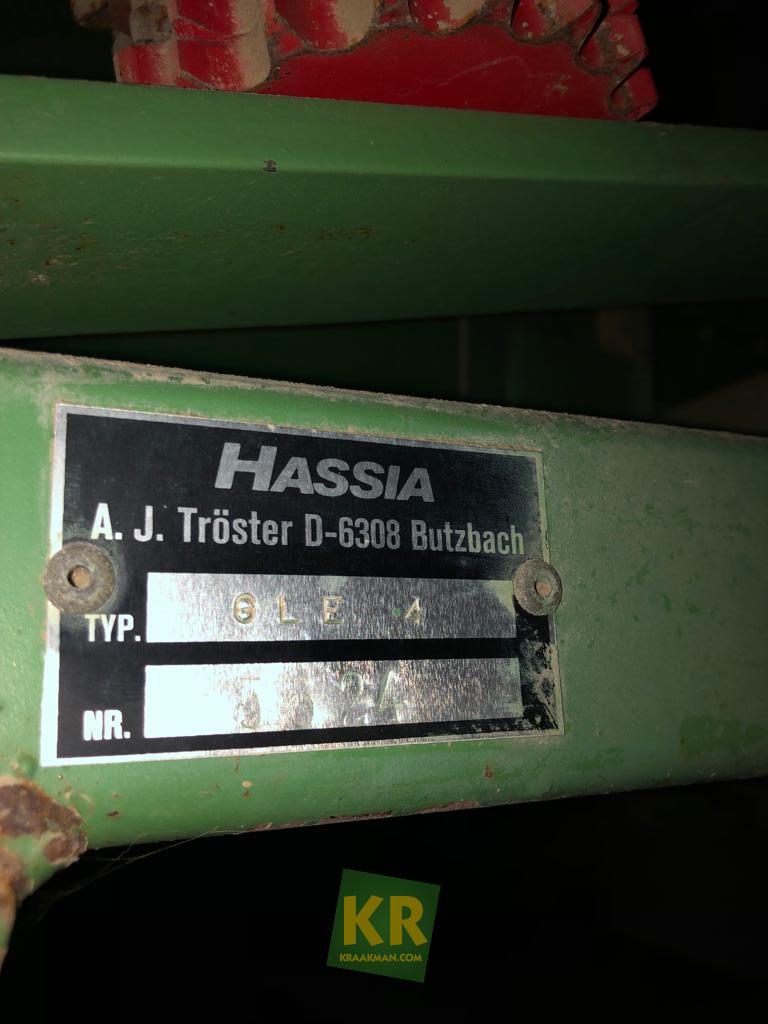 HASSIA
A. J. Tröster D-6308 Butzbach
TYP. GLE 4
NR.
KR
KRAAKMAN.COM